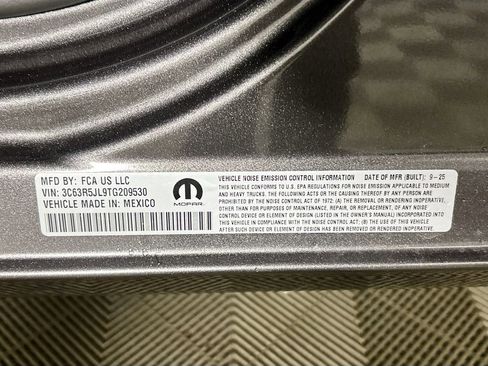 MFD BY: FCA US LLC
VIN: 3C63R5JL9TG209530
VEHICLE MADE IN: MEXICO
MOPAR
VEHICLE NOISE EMISSION CONTROL INFORMATION DATE OF MFR (BUILT): 9-25
THIS VEHICLE CONFORMS TO U.S. EPA REGULATIONS FOR NOISE EMISSION APPLICABLE TO MEDIUM
AND HEAVY TRUCKS. THE FOLLOWING ACTS OR THE CAUSING THEREOF BY ANY PERSON ARE
PROHIBITED BY THE NOISE CONTROL ACT OF 1972: (A) THE REMOVAL OR RENDERING INOPERATIVE,
OTHER THAN FOR PURPOSES OF MAINTENANCE, REPAIR, OR REPLACEMENT, OF ANY NOISE
CONTROL DEVICE OR ELEMENT OF DESIGN (LISTED IN THE OWNER'S MANUAL) INCORPORATED INTO
THIS VEHICLE IN COMPLIANCE WITH THE NOISE CONTROL ACT; (B) THE USE OF THIS VEHICLE
AFTER SUCH DEVICE OR ELEMENT OF DESIGN HAS BEEN REMOVED OR RENDERED INOPERATIVE.